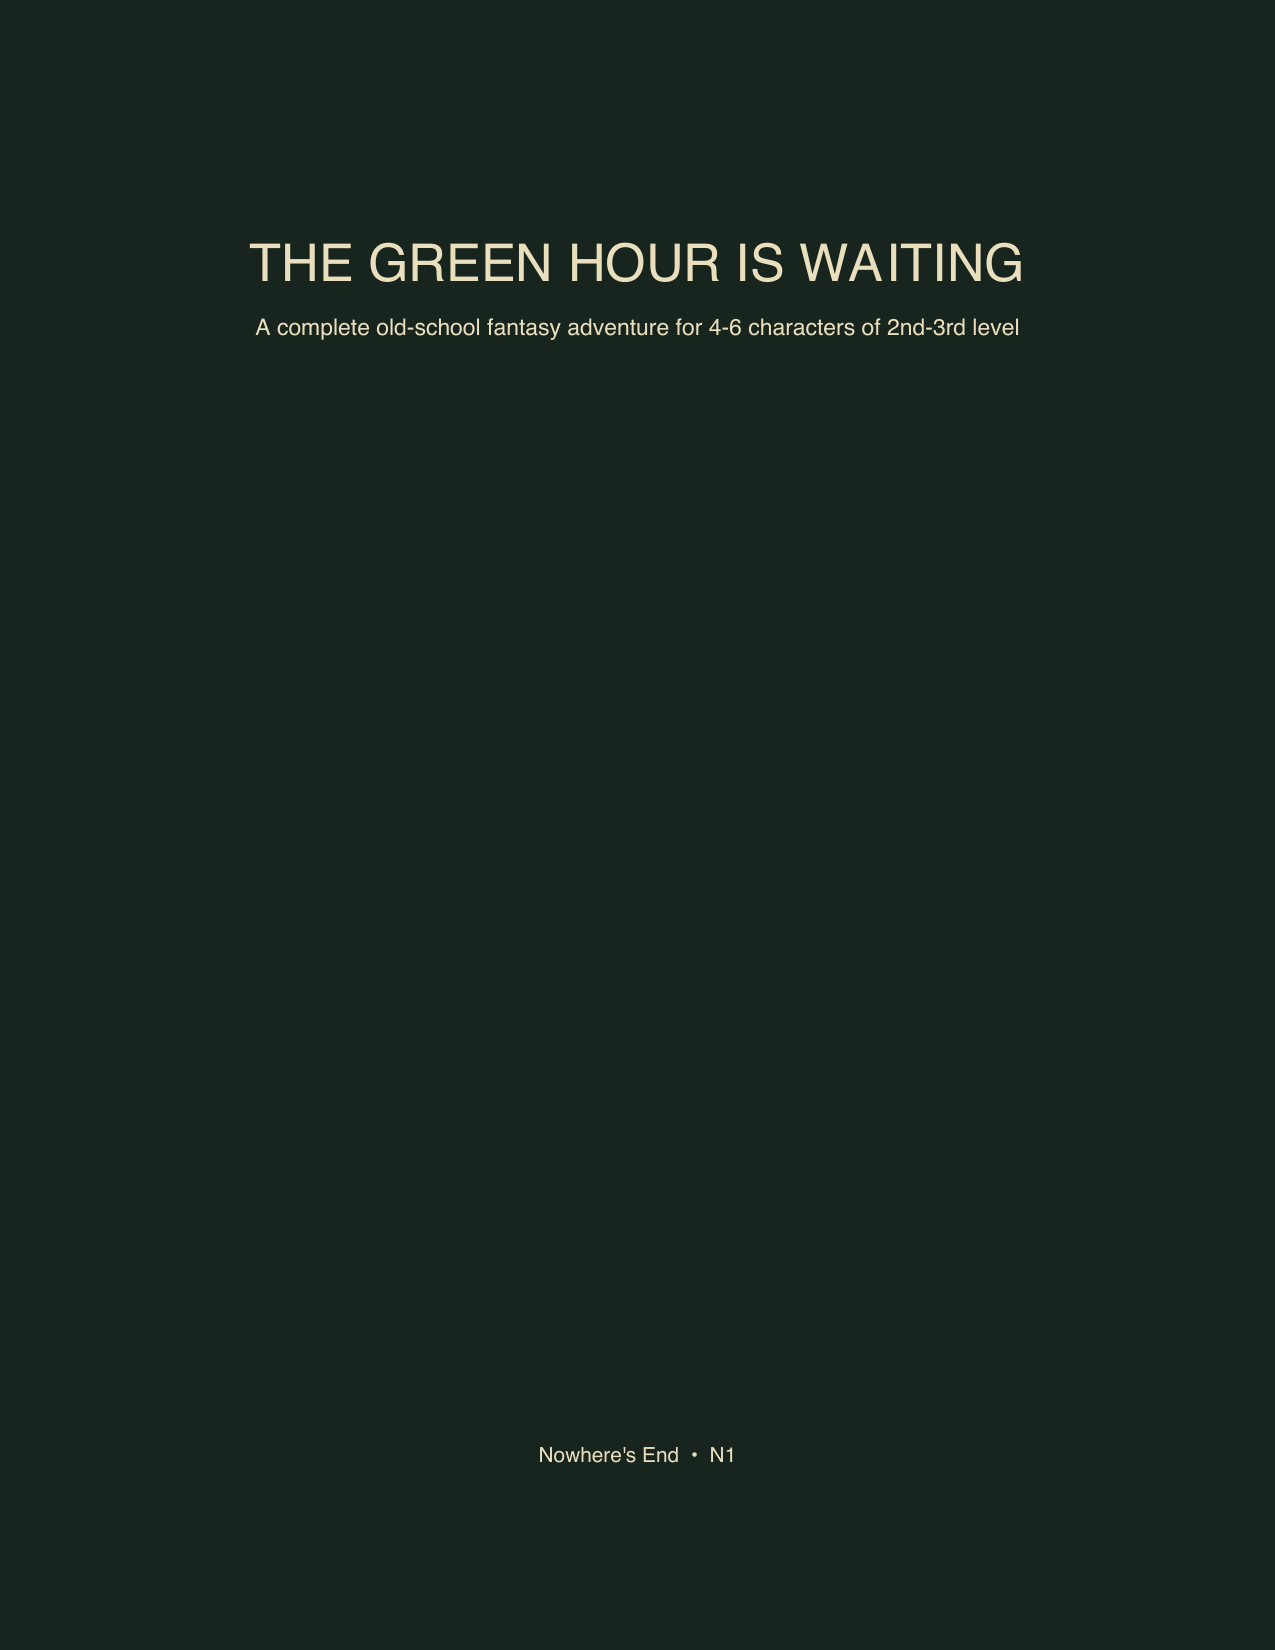 THE GREEN HOUR IS WAITING
A complete old-school fantasy adventure for 4-6 characters of 2nd-3rd level
Nowhere's End • N1